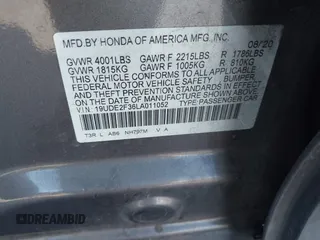 MFD.BY HONDA OF AMERICA MFG.,INC. 08/20
GVWR 4001LBS GAWR F 2215LBS R 1786LBS
GVWR 1815KG GAWR F 1005KG R 810KG
THIS VEHICLE CONFORMS TO ALL APPLICABLE
FEDERAL MOTOR VEHICLE SAFETY, BUMPER,
AND THEFT PREVENTION STANDARDS IN EFFECT
ON THE DATE OF MANUFACTURE SHOWN ABOVE.
V I N: 19UDE2F36LA011052 TYPE: PASSENGER CAR
T3R L AB6 NH797M V A
DREAMBID